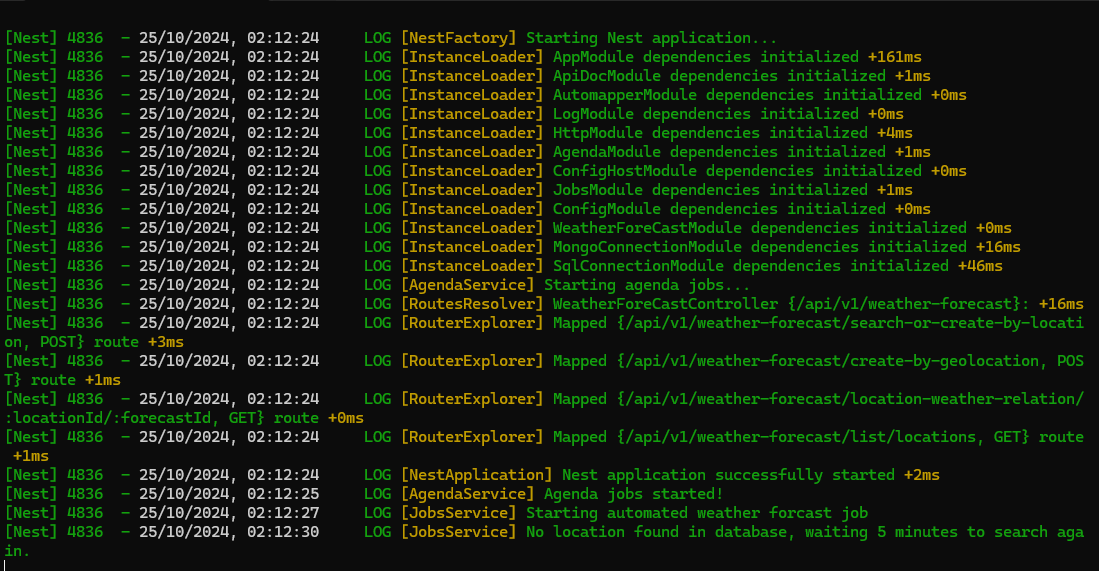 [Nest] 4836  - 25/10/2024, 02:12:24     LOG [NestFactory] Starting Nest application...
[Nest] 4836  - 25/10/2024, 02:12:24     LOG [InstanceLoader] AppModule dependencies initialized +161ms
[Nest] 4836  - 25/10/2024, 02:12:24     LOG [InstanceLoader] ApiDocModule dependencies initialized +1ms
[Nest] 4836  - 25/10/2024, 02:12:24     LOG [InstanceLoader] AutomapperModule dependencies initialized +0ms
[Nest] 4836  - 25/10/2024, 02:12:24     LOG [InstanceLoader] LogModule dependencies initialized +0ms
[Nest] 4836  - 25/10/2024, 02:12:24     LOG [InstanceLoader] HttpModule dependencies initialized +4ms
[Nest] 4836  - 25/10/2024, 02:12:24     LOG [InstanceLoader] AgendaModule dependencies initialized +1ms
[Nest] 4836  - 25/10/2024, 02:12:24     LOG [InstanceLoader] ConfigHostModule dependencies initialized +0ms
[Nest] 4836  - 25/10/2024, 02:12:24     LOG [InstanceLoader] JobsModule dependencies initialized +1ms
[Nest] 4836  - 25/10/2024, 02:12:24     LOG [InstanceLoader] ConfigModule dependencies initialized +0ms
[Nest] 4836  - 25/10/2024, 02:12:24     LOG [InstanceLoader] WeatherForeCastModule dependencies initialized +0ms
[Nest] 4836  - 25/10/2024, 02:12:24     LOG [InstanceLoader] MongoConnectionModule dependencies initialized +16ms
[Nest] 4836  - 25/10/2024, 02:12:24     LOG [InstanceLoader] SqlConnectionModule dependencies initialized +46ms
[Nest] 4836  - 25/10/2024, 02:12:24     LOG [AgendaService] Starting agenda jobs...
[Nest] 4836  - 25/10/2024, 02:12:24     LOG [RoutesResolver] WeatherForeCastController {/api/v1/weather-forecast}: +16ms
[Nest] 4836  - 25/10/2024, 02:12:24     LOG [RouterExplorer] Mapped {/api/v1/weather-forecast/search-or-create-by-locati
on, POST} route +3ms
[Nest] 4836  - 25/10/2024, 02:12:24     LOG [RouterExplorer] Mapped {/api/v1/weather-forecast/create-by-geolocation, POS
T} route +1ms
[Nest] 4836  - 25/10/2024, 02:12:24     LOG [RouterExplorer] Mapped {/api/v1/weather-forecast/location-weather-relation/
:locationId/:forecastId, GET} route +0ms
[Nest] 4836  - 25/10/2024, 02:12:24     LOG [RouterExplorer] Mapped {/api/v1/weather-forecast/list/locations, GET} route
 +1ms
[Nest] 4836  - 25/10/2024, 02:12:24     LOG [NestApplication] Nest application successfully started +2ms
[Nest] 4836  - 25/10/2024, 02:12:25     LOG [AgendaService] Agenda jobs started!
[Nest] 4836  - 25/10/2024, 02:12:27     LOG [JobsService] Starting automated weather forcast job
[Nest] 4836  - 25/10/2024, 02:12:30     LOG [JobsService] No location found in database, waiting 5 minutes to search aga
in.